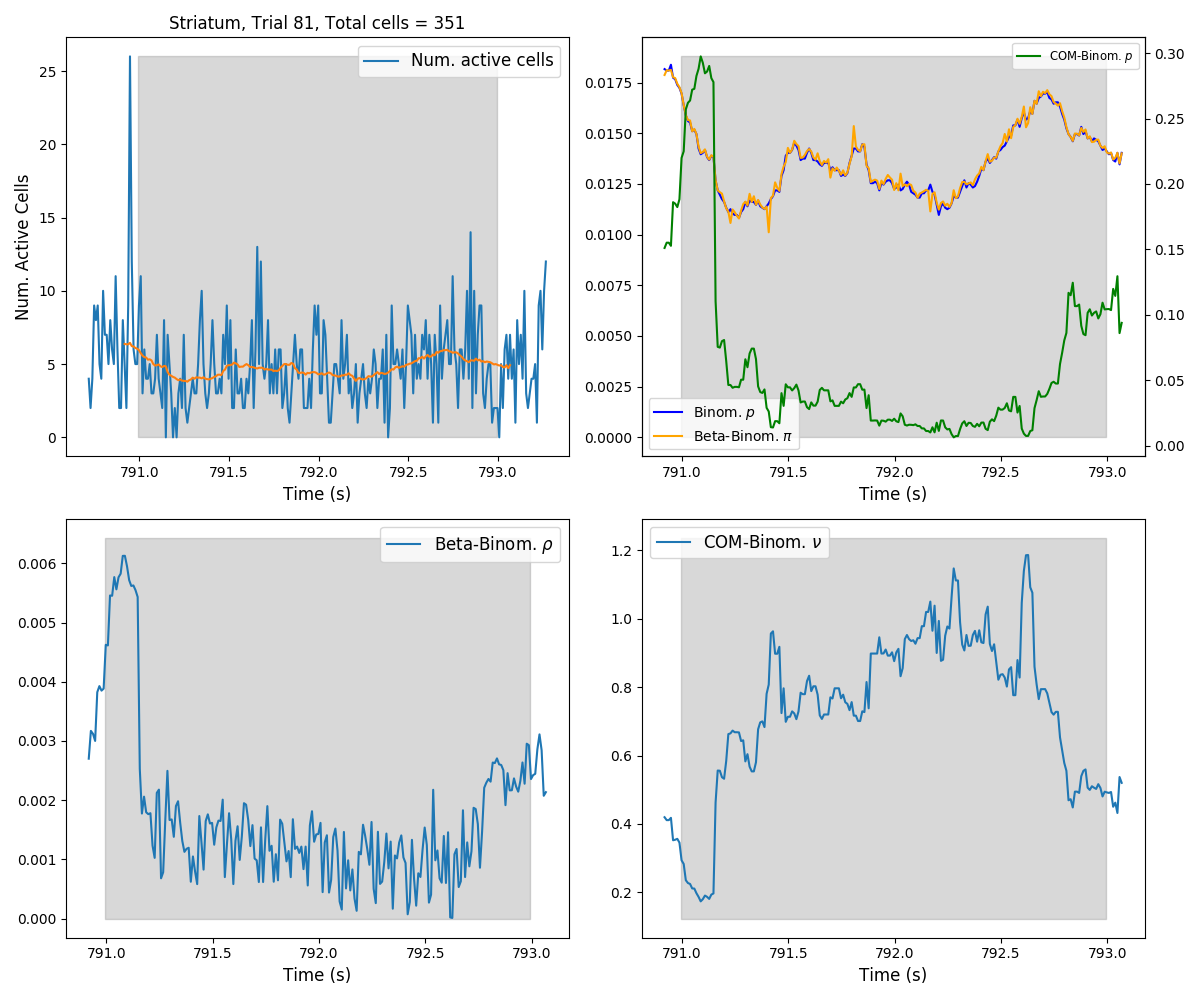 Striatum, Trial 81, Total cells = 351
Num. active cells
Num. Active Cells
25
20
15
10
5
0
791.0 791.5 792.0 792.5 793.0
Time (s)
COM-Binom. p
0.0175
0.0150
0.0125
0.0100
0.0075
0.0050
0.0025
0.0000
0.30
0.25
0.20
0.15
0.10
0.05
0.00
Binom. p
Beta-Binom. π
791.0 791.5 792.0 792.5 793.0
Time (s)
Beta-Binom. ρ
0.006
0.005
0.004
0.003
0.002
0.001
0.000
791.0 791.5 792.0 792.5 793.0
Time (s)
COM-Binom. ν
1.2
1.0
0.8
0.6
0.4
0.2
791.0 791.5 792.0 792.5 793.0
Time (s)